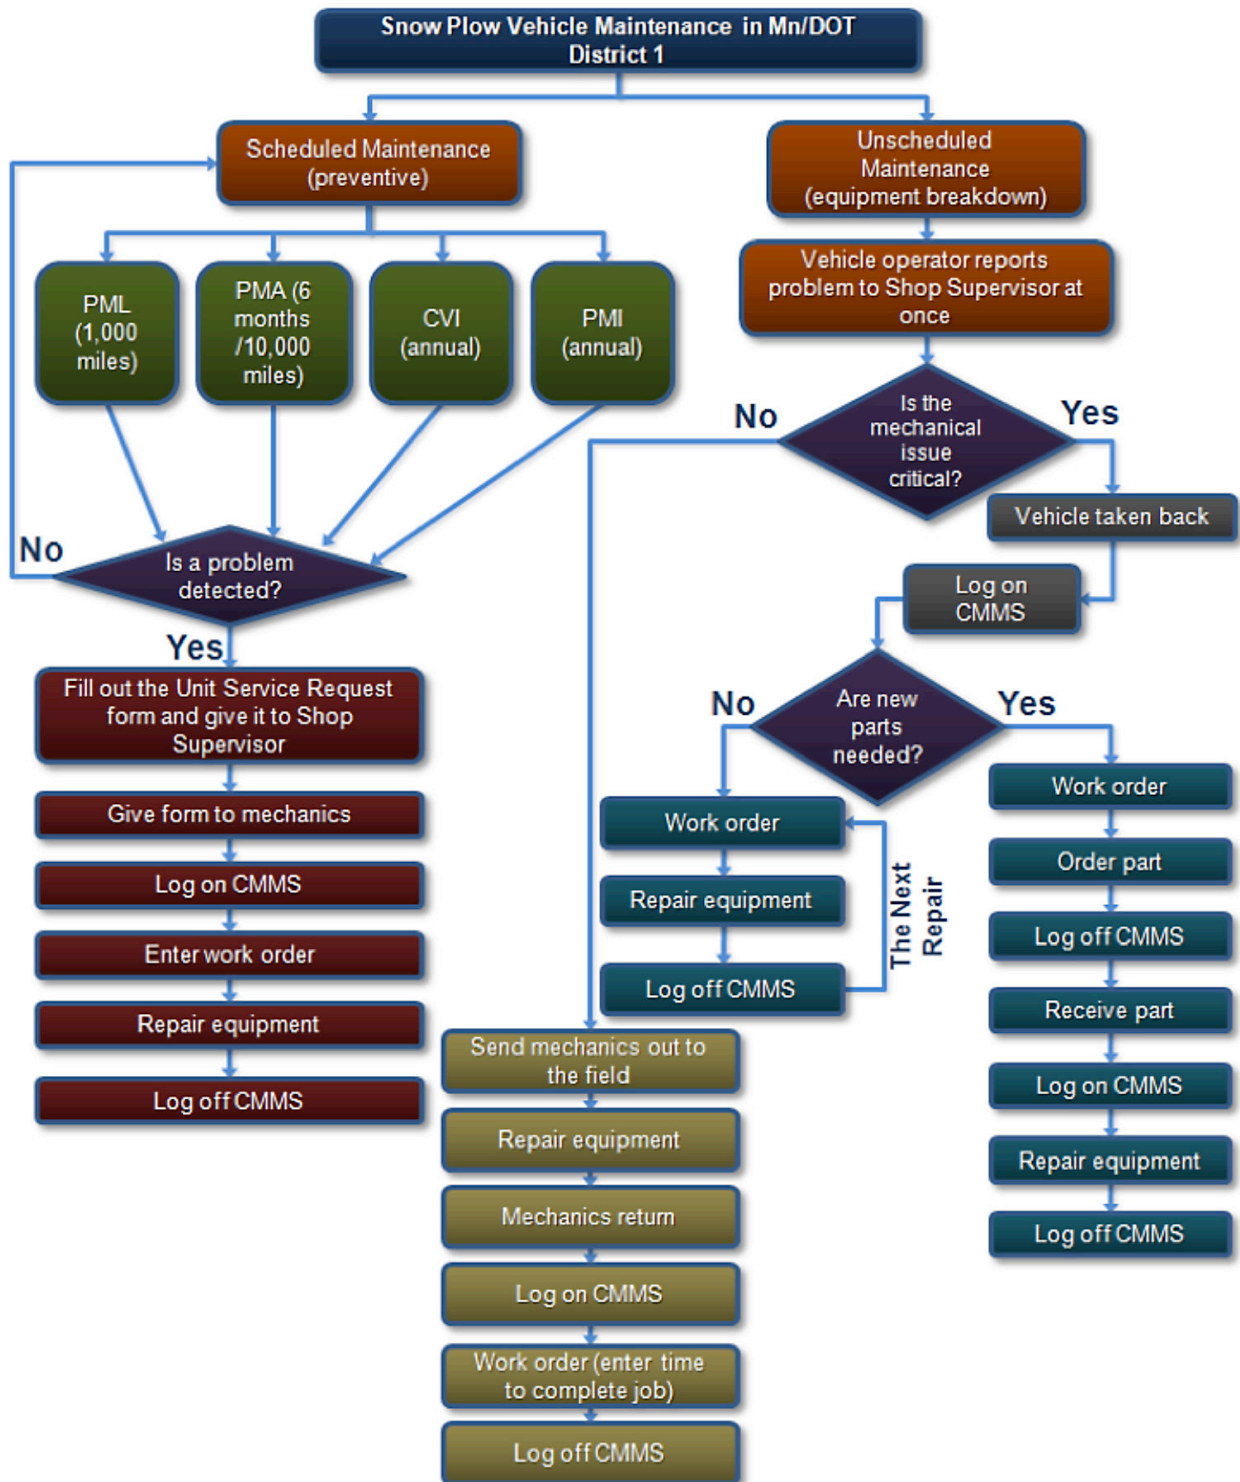 Snow Plow Vehicle Maintenance in Mn/DOT
District 1
Scheduled Maintenance
(preventive)
Unscheduled
Maintenance
(equipment breakdown)
Vehicle operator reports
problem to Shop Supervisor at
once
PML
(1,000
miles)
PMA (6
months
/10,000
miles)
CVI
(annual)
PMI
(annual)
No
Is the
mechanical
issue
critical?
Yes
Vehicle taken back
Log on
CMMS
No
Is a problem
detected?
Yes
Fill out the Unit Service Request
form and give it to Shop
Supervisor
Give form to mechanics
Log on CMMS
Enter work order
Repair equipment
Log off CMMS
No
Are new
parts
needed?
Yes
Work order
Repair equipment
Log off CMMS
The Next
Repair
Work order
Order part
Log off CMMS
Receive part
Log on CMMS
Repair equipment
Log off CMMS
Send mechanics out to
the field
Repair equipment
Mechanics return
Log on CMMS
Work order (enter time
to complete job)
Log off CMMS